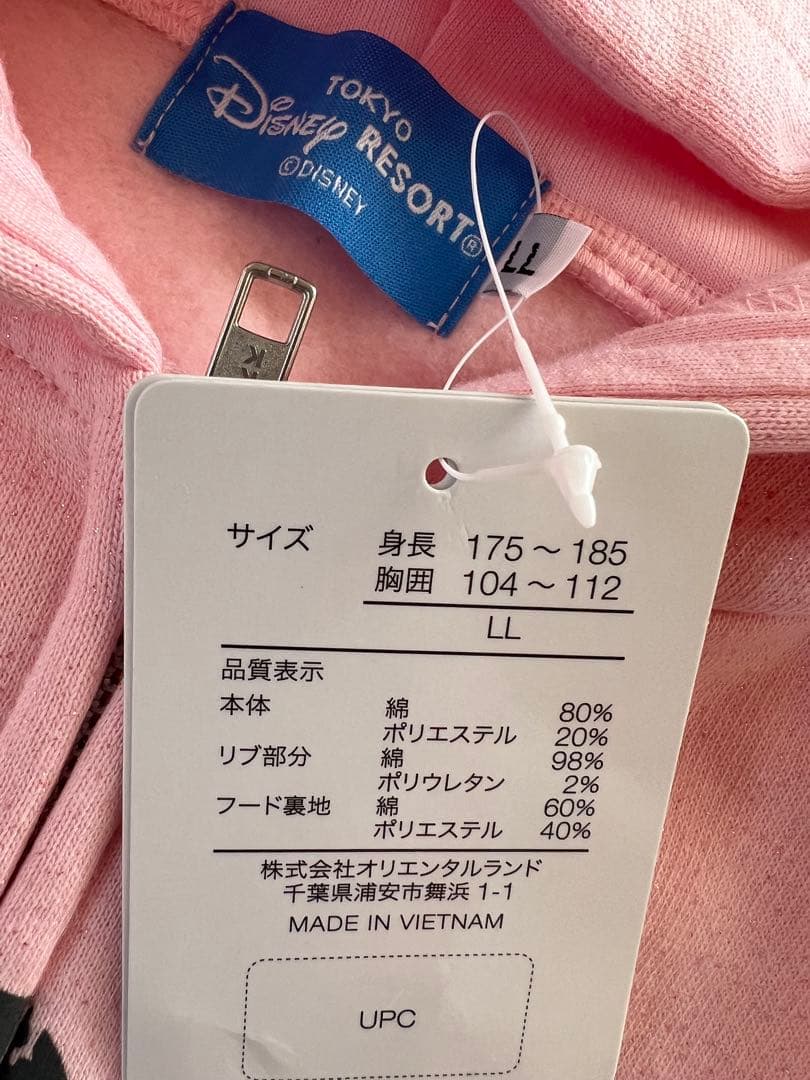 TOKYO
Disney RESORT®
©DISNEY
LL
サイズ 身長 175～185
胸囲 104～112
LL
品質表示
本体 綿 80%
ポリエステル 20%
リブ部分 綿 98%
ポリウレタン 2%
フード裏地 綿 60%
ポリエステル 40%
株式会社オリエンタルランド
千葉県浦安市舞浜 1-1
MADE IN VIETNAM
UPC